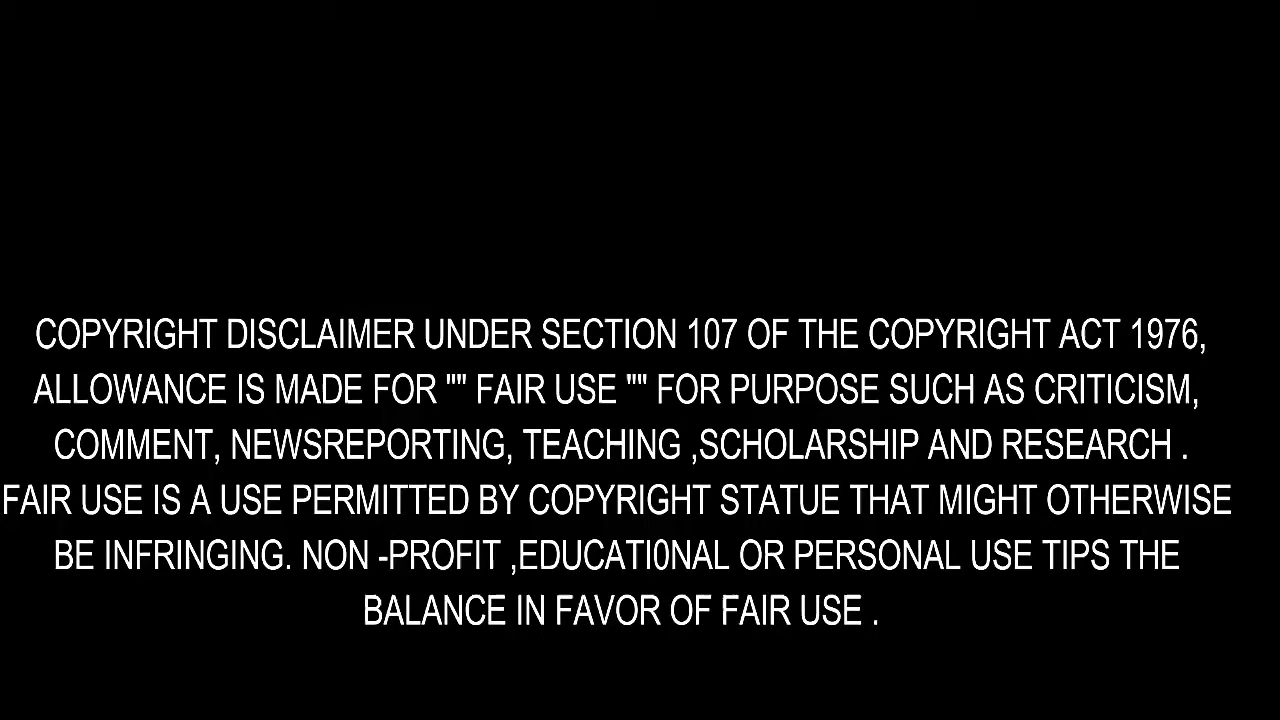 COPYRIGHT DISCLAIMER UNDER SECTION 107 OF THE COPYRIGHT ACT 1976,
ALLOWANCE IS MADE FOR "" FAIR USE "" FOR PURPOSE SUCH AS CRITICISM,
COMMENT, NEWSREPORTING, TEACHING ,SCHOLARSHIP AND RESEARCH .
FAIR USE IS A USE PERMITTED BY COPYRIGHT STATUE THAT MIGHT OTHERWISE
BE INFRINGING. NON -PROFIT ,EDUCATI0NAL OR PERSONAL USE TIPS THE
BALANCE IN FAVOR OF FAIR USE .